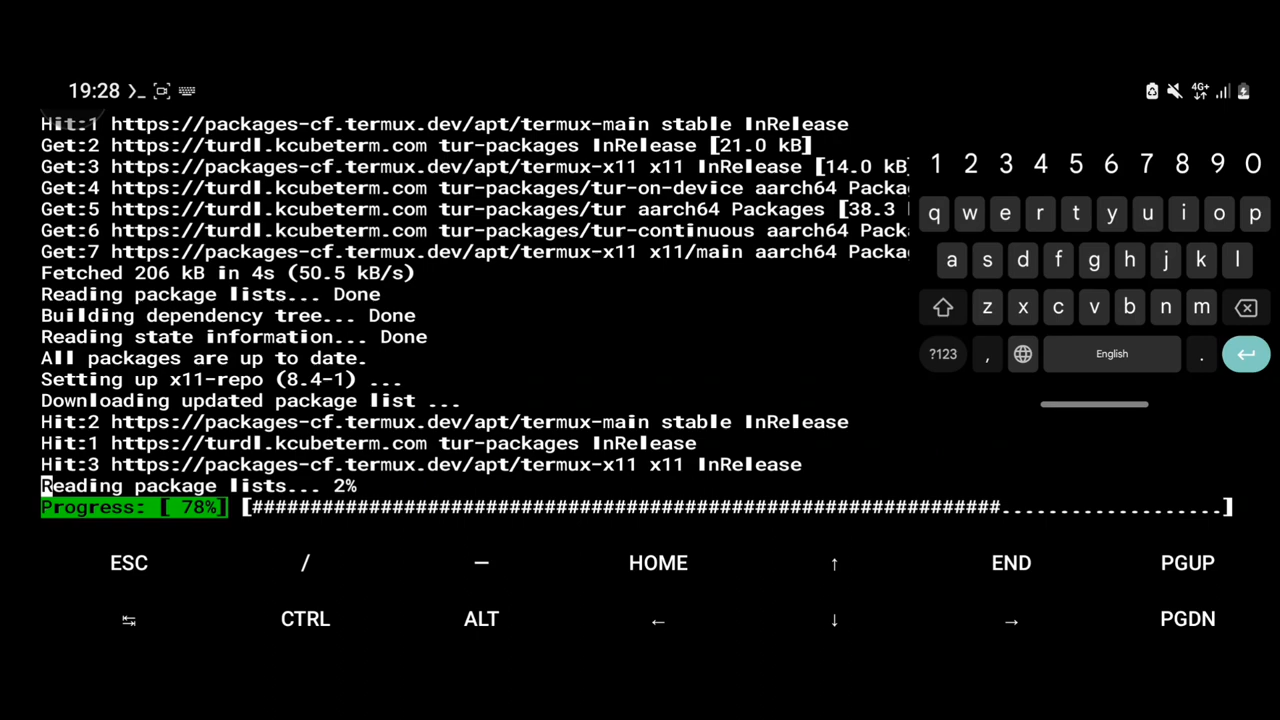 19:28
4G+
Hit:1 https://packages-cf.termux.dev/apt/termux-main stable InRelease
Get:2 https://turdl.kcubeterm.com tur-packages InRelease [21.0 kB]
Get:3 https://packages-cf.termux.dev/apt/termux-x11 x11 InRelease [14.0 kB]
Get:4 https://turdl.kcubeterm.com tur-packages/tur-on-device aarch64 Packa
Get:5 https://turdl.kcubeterm.com tur-packages/tur aarch64 Packages [38.3
Get:6 https://turdl.kcubeterm.com tur-packages/tur-continuous aarch64 Pack
Get:7 https://packages-cf.termux.dev/apt/termux-x11 x11/main aarch64 Packa
Fetched 206 kB in 4s (50.5 kB/s)
Reading package lists... Done
Building dependency tree... Done
Reading state information... Done
All packages are up to date.
Setting up x11-repo (8.4-1) ...
Downloading updated package list ...
Hit:2 https://packages-cf.termux.dev/apt/termux-main stable InRelease
Hit:1 https://turdl.kcubeterm.com tur-packages InRelease
Hit:3 https://packages-cf.termux.dev/apt/termux-x11 x11 InRelease
Reading package lists... 2%
Progress: [ 78%] [################################################################...................]
1 2 3 4 5 6 7 8 9 0
q w e r t y u i o p
a s d f g h j k l
z x c v b n m
?123 , English .
ESC / — HOME ↑ END PGUP
↹ CTRL ALT ← ↓ → PGDN